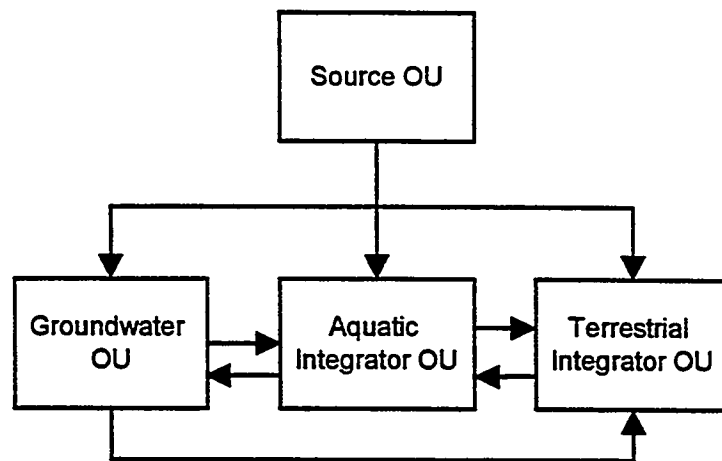 Source OU
Groundwater
OU
Aquatic
Integrator OU
Terrestrial
Integrator OU